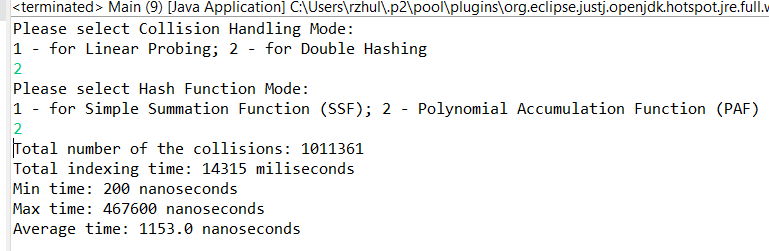 <terminated> Main (9) [Java Application] C:\Users\rzhul\.p2\pool\plugins\org.eclipse.justj.openjdk.hotspot.jre.full.w
Please select Collision Handling Mode:
1 - for Linear Probing; 2 - for Double Hashing
2
Please select Hash Function Mode:
1 - for Simple Summation Function (SSF); 2 - Polynomial Accumulation Function (PAF)
2
Total number of the collisions: 1011361
Total indexing time: 14315 miliseconds
Min time: 200 nanoseconds
Max time: 467600 nanoseconds
Average time: 1153.0 nanoseconds